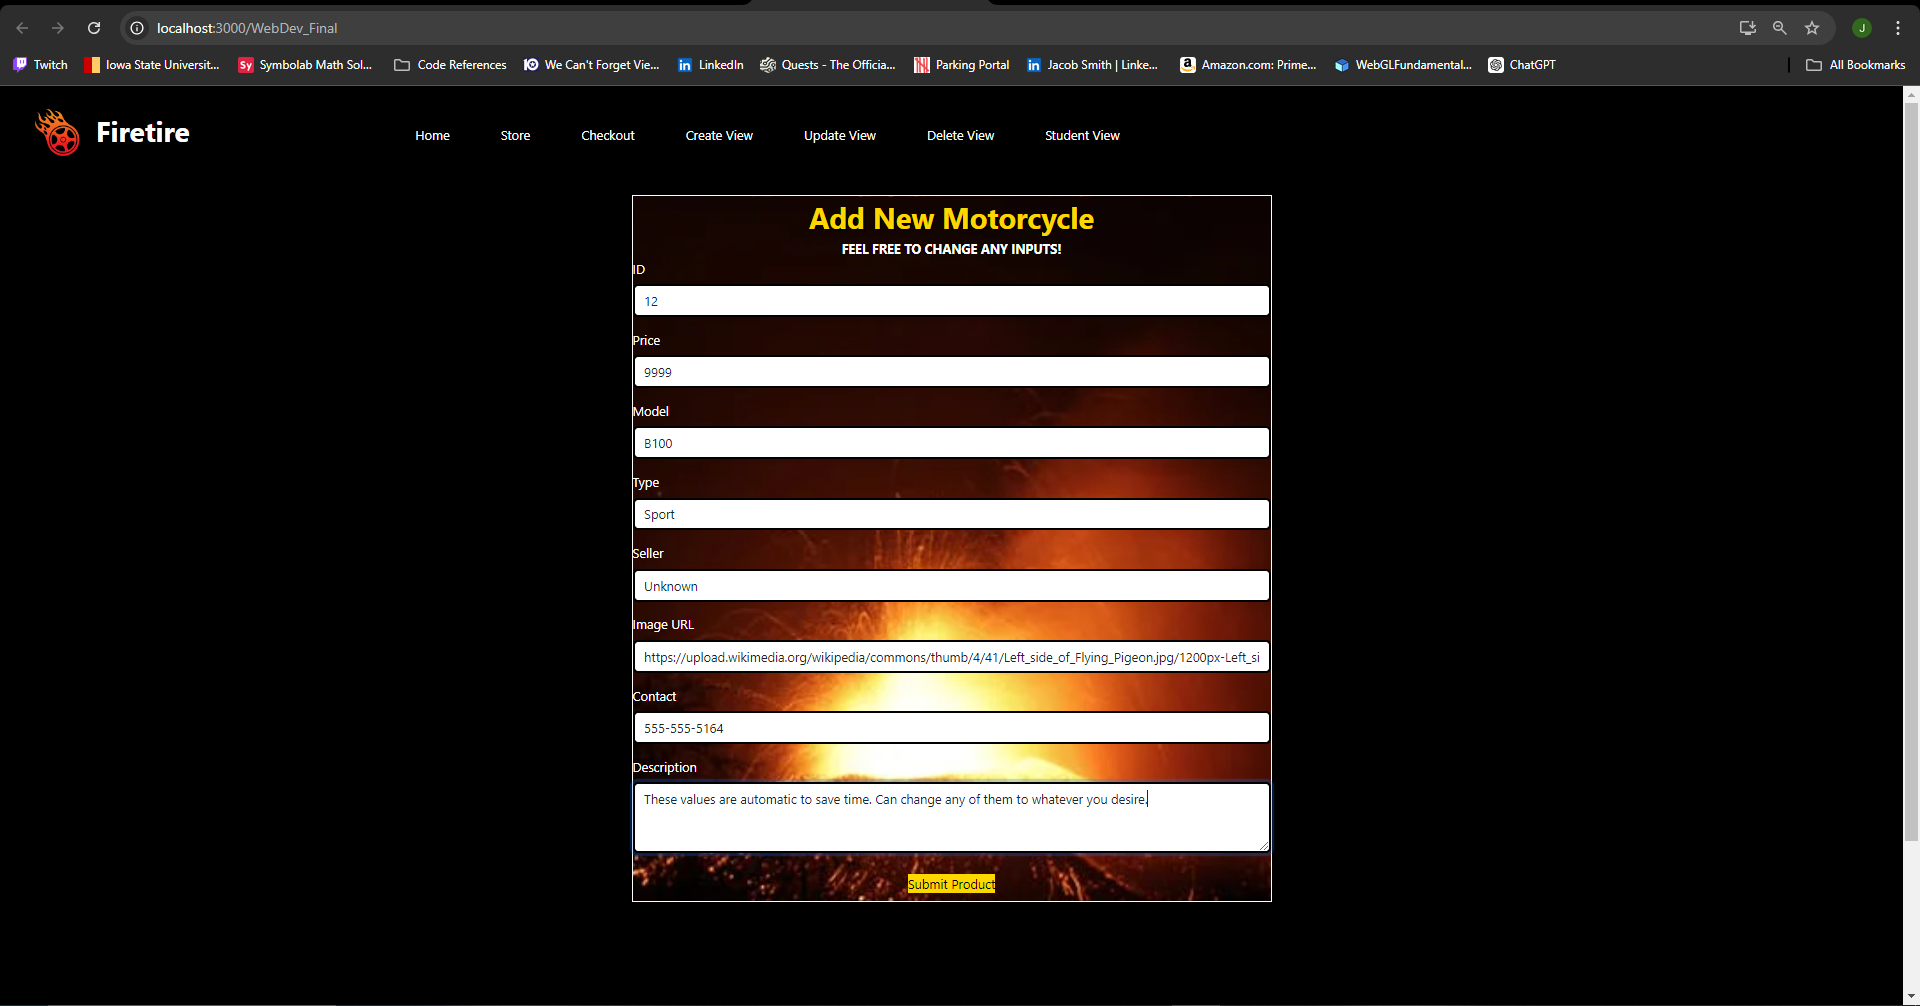 localhost:3000/WebDev_Final
J
Twitch
Iowa State Universit...
Sy Symbolab Math Sol...
Code References
We Can't Forget Vie...
in LinkedIn
Quests - The Officia...
Parking Portal
in Jacob Smith | Linke...
a Amazon.com: Prime...
WebGLFundamental...
ChatGPT
All Bookmarks
Firetire
Home
Store
Checkout
Create View
Update View
Delete View
Student View
Add New Motorcycle
FEEL FREE TO CHANGE ANY INPUTS!
ID
12
Price
9999
Model
B100
Type
Sport
Seller
Unknown
Image URL
https://upload.wikimedia.org/wikipedia/commons/thumb/4/41/Left_side_of_Flying_Pigeon.jpg/1200px-Left_si
Contact
555-555-5164
Description
These values are automatic to save time. Can change any of them to whatever you desire.
Submit Product